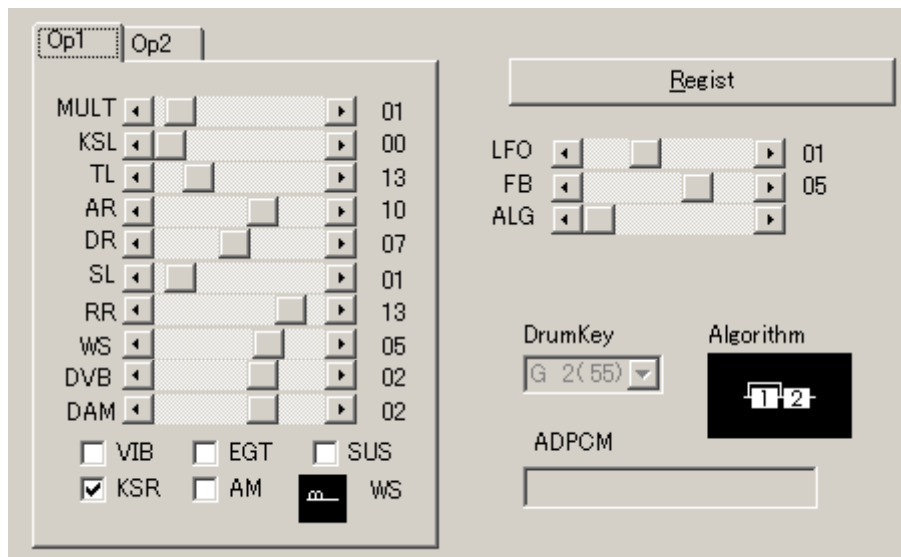 Op1 Op2
Regist
MULT 01
KSL 00
TL 13
AR 10
DR 07
SL 01
RR 13
WS 05
DVB 02
DAM 02
VIB EGT SUS
KSR AM WS
LFO 01
FB 05
ALG
DrumKey
G 2(55)
Algorithm
1 2
ADPCM